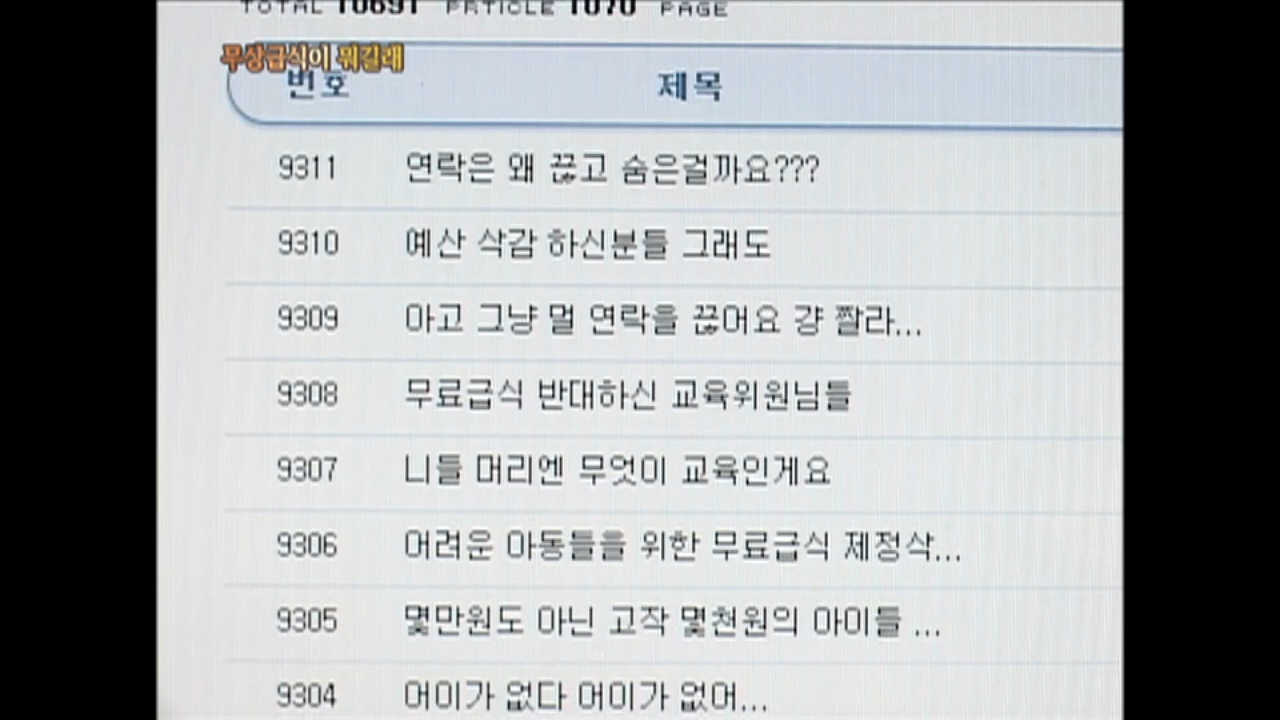 TOTAL 10691 PRTICLE 1070 PAGE
무상급식이 뭐길래
번호 제목
9311 연락은 왜 끊고 숨은걸까요???
9310 예산 삭감 하신분들 그래도
9309 아고 그냥 멀 연락을 끊어요 걍 짤라...
9308 무료급식 반대하신 교육위원님들
9307 니들 머리엔 무엇이 교육인게요
9306 어려운 아동들을 위한 무료급식 제정삭...
9305 몇만원도 아닌 고작 몇천원의 아이들 ...
9304 어이가 없다 어이가 없어...